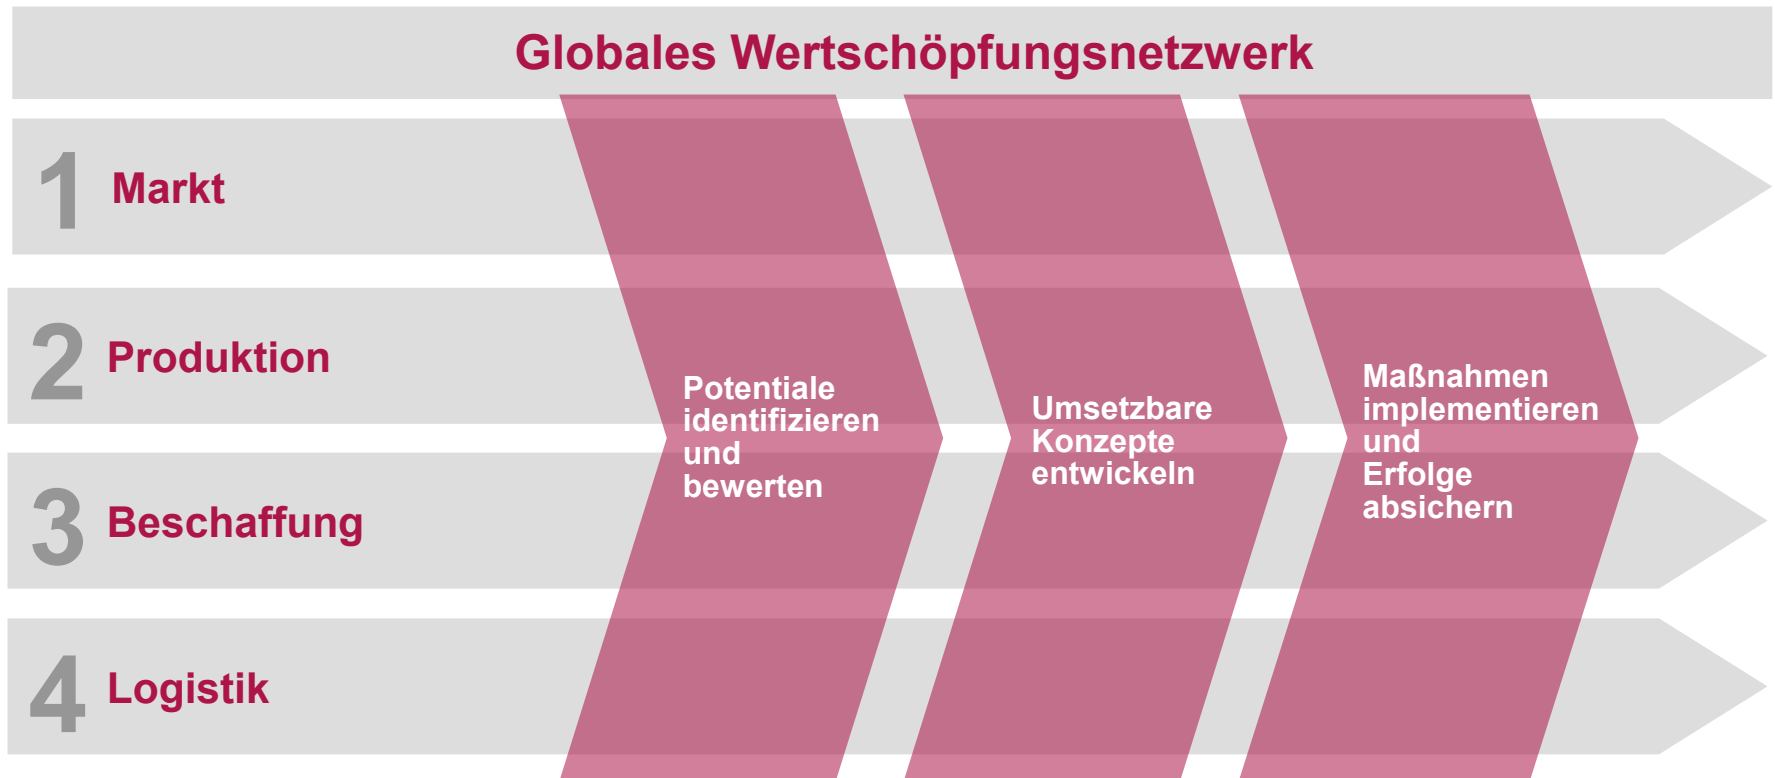 Globales Wertschöpfungsnetzwerk
1 Markt
2 Produktion
3 Beschaffung
4 Logistik
Potentiale
identifizieren
und
bewerten
Umsetzbare
Konzepte
entwickeln
Maßnahmen
implementieren
und
Erfolge
absichern